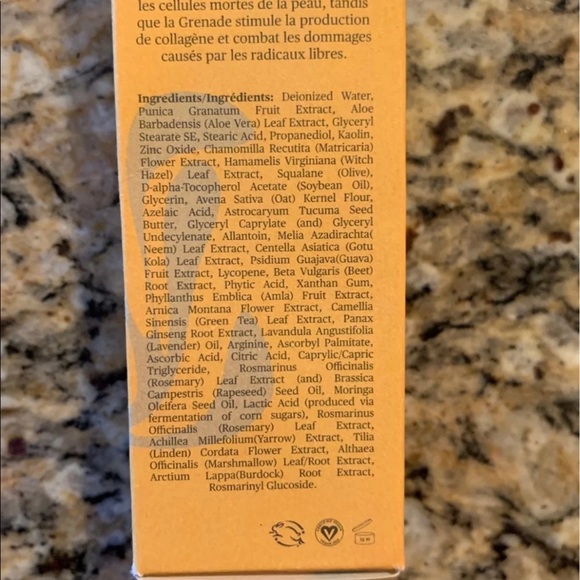 les cellules mortes de la peau, tandis
que la Grenade stimule la production
de collagène et combat les dommages
causés par les radicaux libres.
Ingredients/Ingrédients: Deionized Water,
Punica Granatum Fruit Extract, Aloe
Barbadensis (Aloe Vera) Leaf Extract, Glyceryl
Stearate SE, Stearic Acid, Propanediol, Kaolin,
Zinc Oxide, Chamomilla Recutita (Matricaria)
Flower Extract, Hamamelis Virginiana (Witch
Hazel) Leaf Extract, Squalane (Olive),
D-alpha-Tocopherol Acetate (Soybean Oil),
Glycerin, Avena Sativa (Oat) Kernel Flour,
Azelaic Acid, Astrocaryum Tucuma Seed
Butter, Glyceryl Caprylate (and) Glyceryl
Undecylenate, Allantoin, Melia Azadirachta(
Neem) Leaf Extract, Centella Asiatica (Gotu
Kola) Leaf Extract, Psidium Guajava(Guava)
Fruit Extract, Lycopene, Beta Vulgaris (Beet)
Root Extract, Phytic Acid, Xanthan Gum,
Phyllanthus Emblica (Amla) Fruit Extract,
Arnica Montana Flower Extract, Camellia
Sinensis (Green Tea) Leaf Extract, Panax
Ginseng Root Extract, Lavandula Angustifolia
(Lavender) Oil, Arginine, Ascorbyl Palmitate,
Ascorbic Acid, Citric Acid, Caprylic/Capric
Triglyceride, Rosmarinus Officinalis
(Rosemary) Leaf Extract (and) Brassica
Campestris (Rapeseed) Seed Oil, Moringa
Oleifera Seed Oil, Lactic Acid (produced via
fermentation of corn sugars), Rosmarinus
Officinalis (Rosemary) Leaf Extract,
Achillea Millefolium(Yarrow) Extract, Tilia
(Linden) Cordata Flower Extract, Althaea
Officinalis (Marshmallow) Leaf/Root Extract,
Arctium Lappa(Burdock) Root Extract,
Rosmarinyl Glucoside.